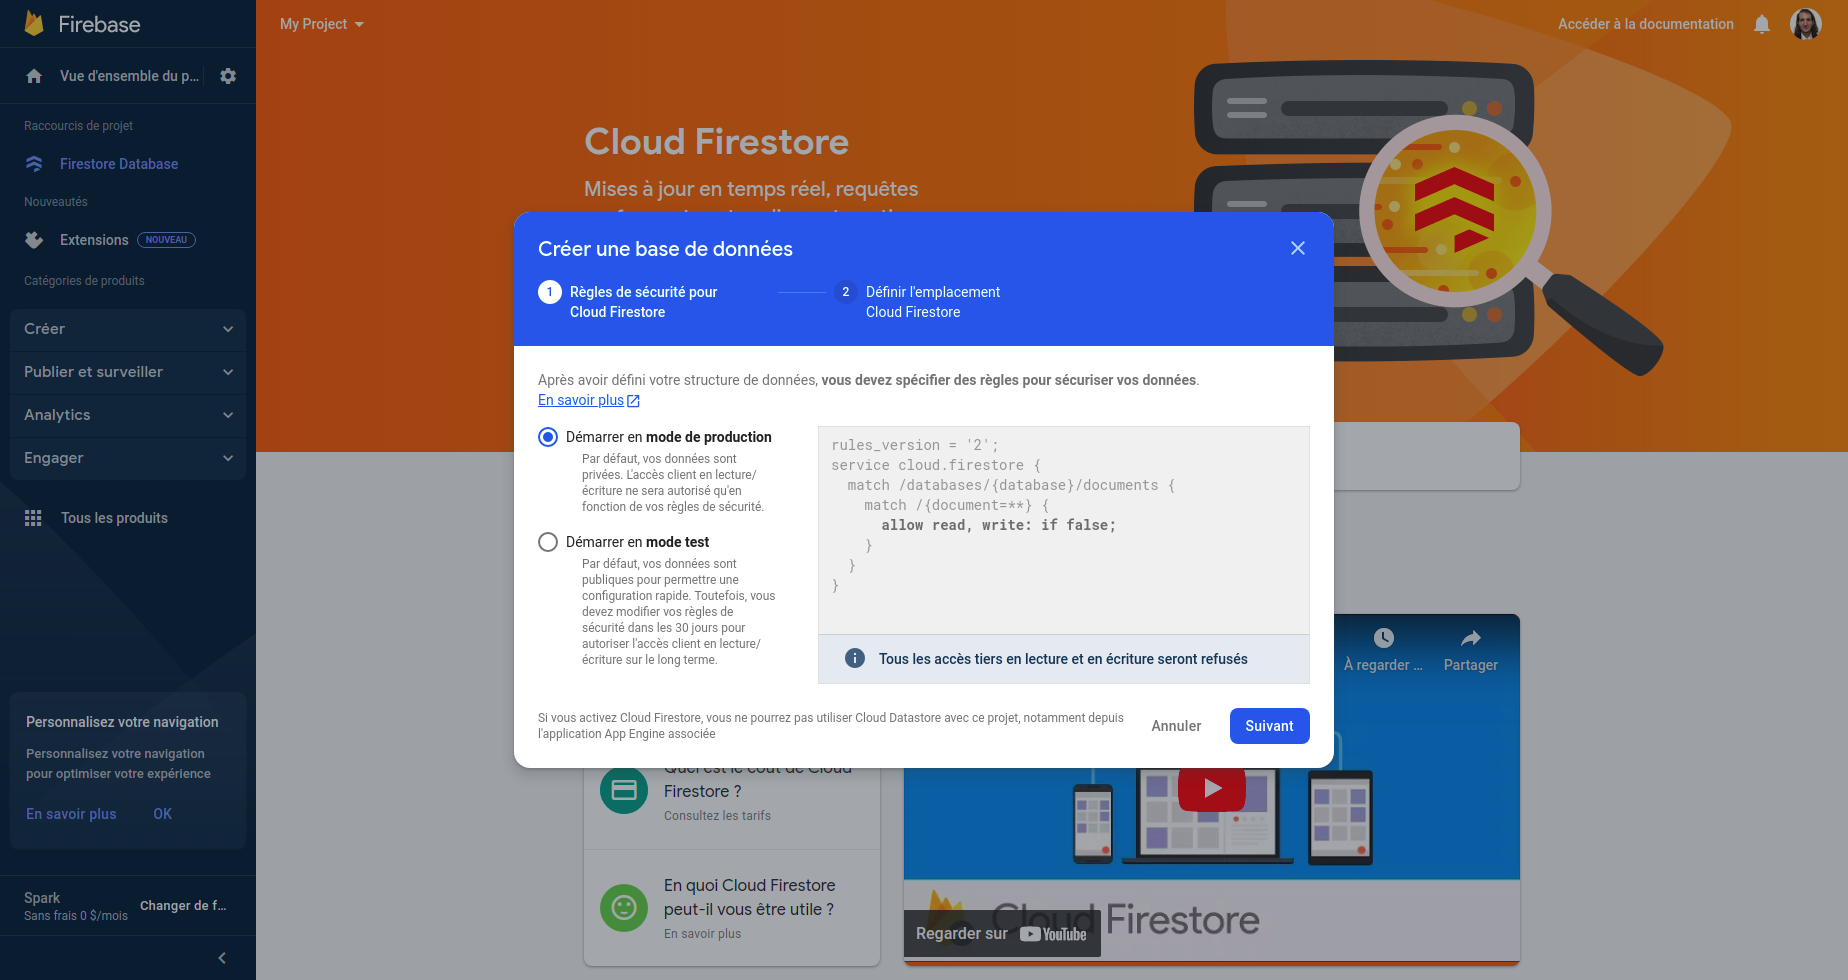 Firebase
Vue d'ensemble du p...
Raccourcis de projet
Firestore Database
Nouveautés
Extensions
NOUVEAU
Catégories de produits
Créer
Publier et surveiller
Analytics
Engager
Tous les produits
Personnalisez votre navigation
Personnalisez votre navigation
pour optimiser votre expérience
En savoir plus
OK
Spark
Sans frais 0 $/mois
Changer de f...
My Project
Accéder à la documentation
Cloud Firestore
Mises à jour en temps réel, requêtes
Créer une base de données
1
Règles de sécurité pour
Cloud Firestore
2
Définir l'emplacement
Cloud Firestore
Après avoir défini votre structure de données, vous devez spécifier des règles pour sécuriser vos données.
En savoir plus
Démarrer en mode de production
Par défaut, vos données sont
privées. L'accès client en lecture/
écriture ne sera autorisé qu'en
fonction de vos règles de sécurité.
Démarrer en mode test
Par défaut, vos données sont
publiques pour permettre une
configuration rapide. Toutefois, vous
devez modifier vos règles de
sécurité dans les 30 jours pour
autoriser l'accès client en lecture/
écriture sur le long terme.
rules_version = '2';
service cloud.firestore {
match /databases/{database}/documents {
match /{document=**} {
allow read, write: if false;
}
}
}
Tous les accès tiers en lecture et en écriture seront refusés
Si vous activez Cloud Firestore, vous ne pourrez pas utiliser Cloud Datastore avec ce projet, notamment depuis
l'application App Engine associée
Annuler
Suivant
À regarder ...
Partager
Quel est le coût de Cloud
Firestore ?
Consultez les tarifs
En quoi Cloud Firestore
peut-il vous être utile ?
En savoir plus
Cloud Firestore
Regarder sur
YouTube